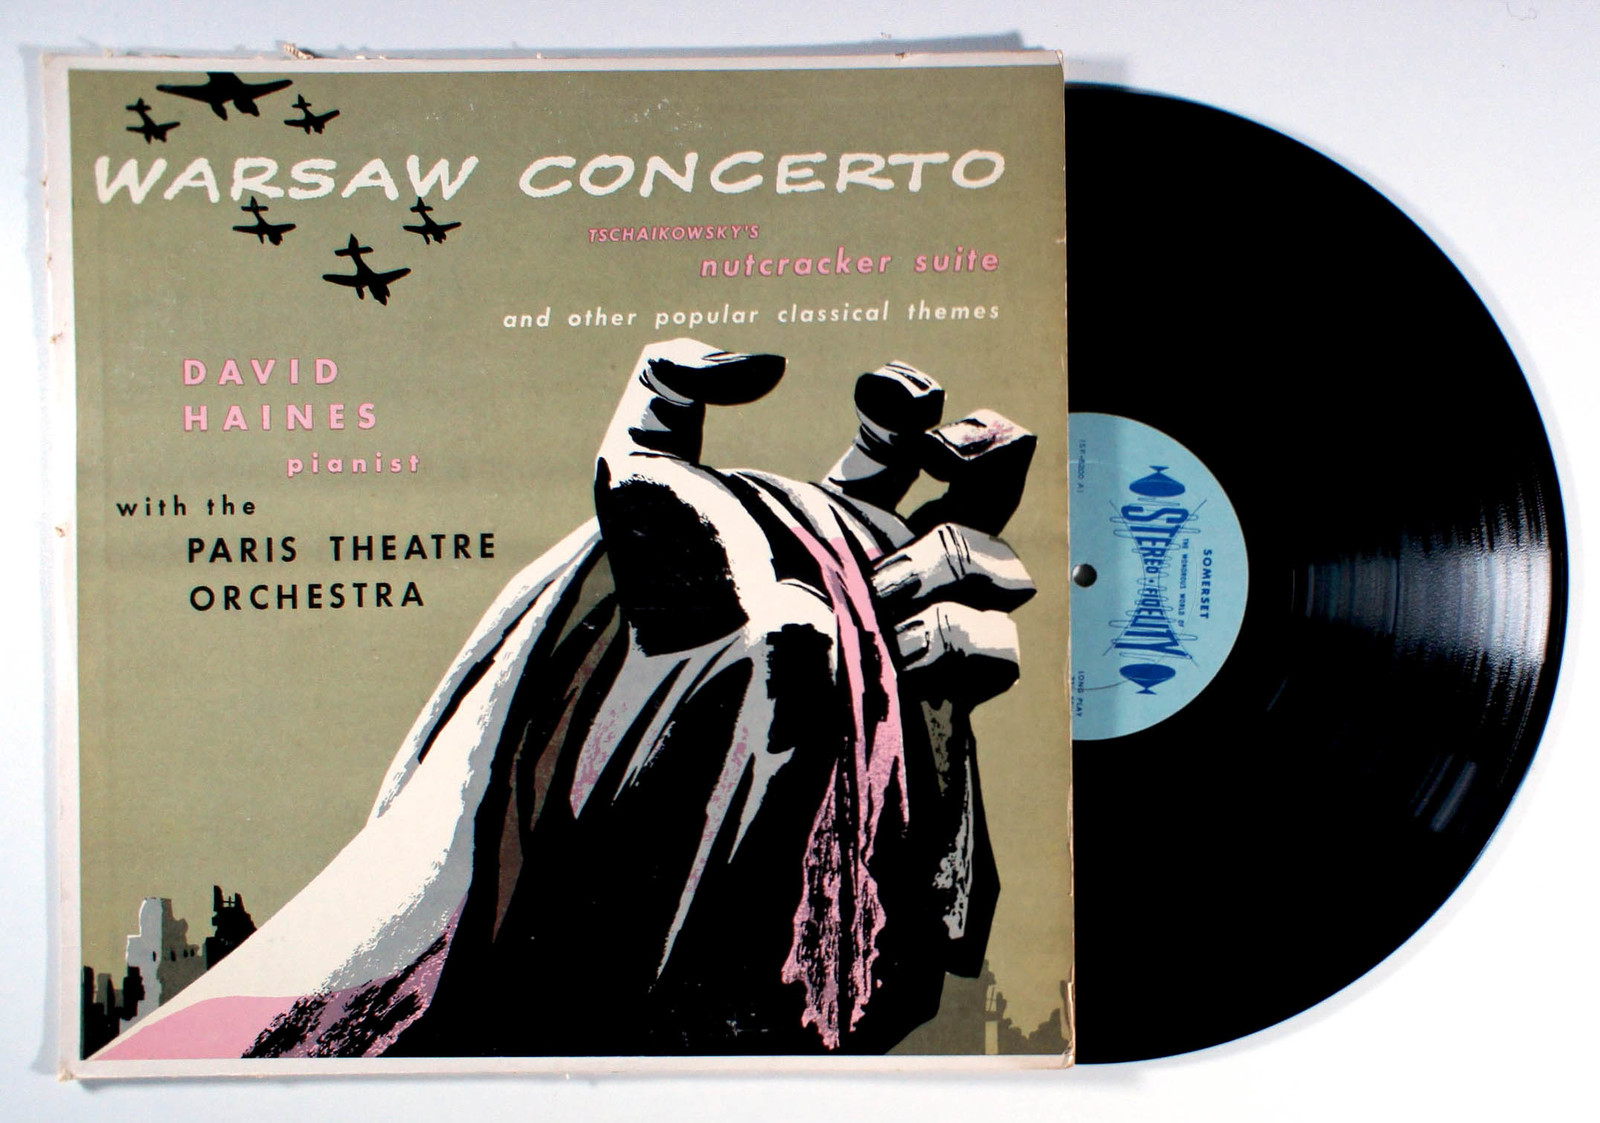 WARSAW CONCERTO
TSCHAIKOWSKY'S
nutcracker suite
and other popular classical themes
DAVID
HAINES
pianist
with the
PARIS THEATRE
ORCHESTRA
SOMERSET
THE WONDROUS WORLD OF
STEREO-FIDELITY
LONG PLAY